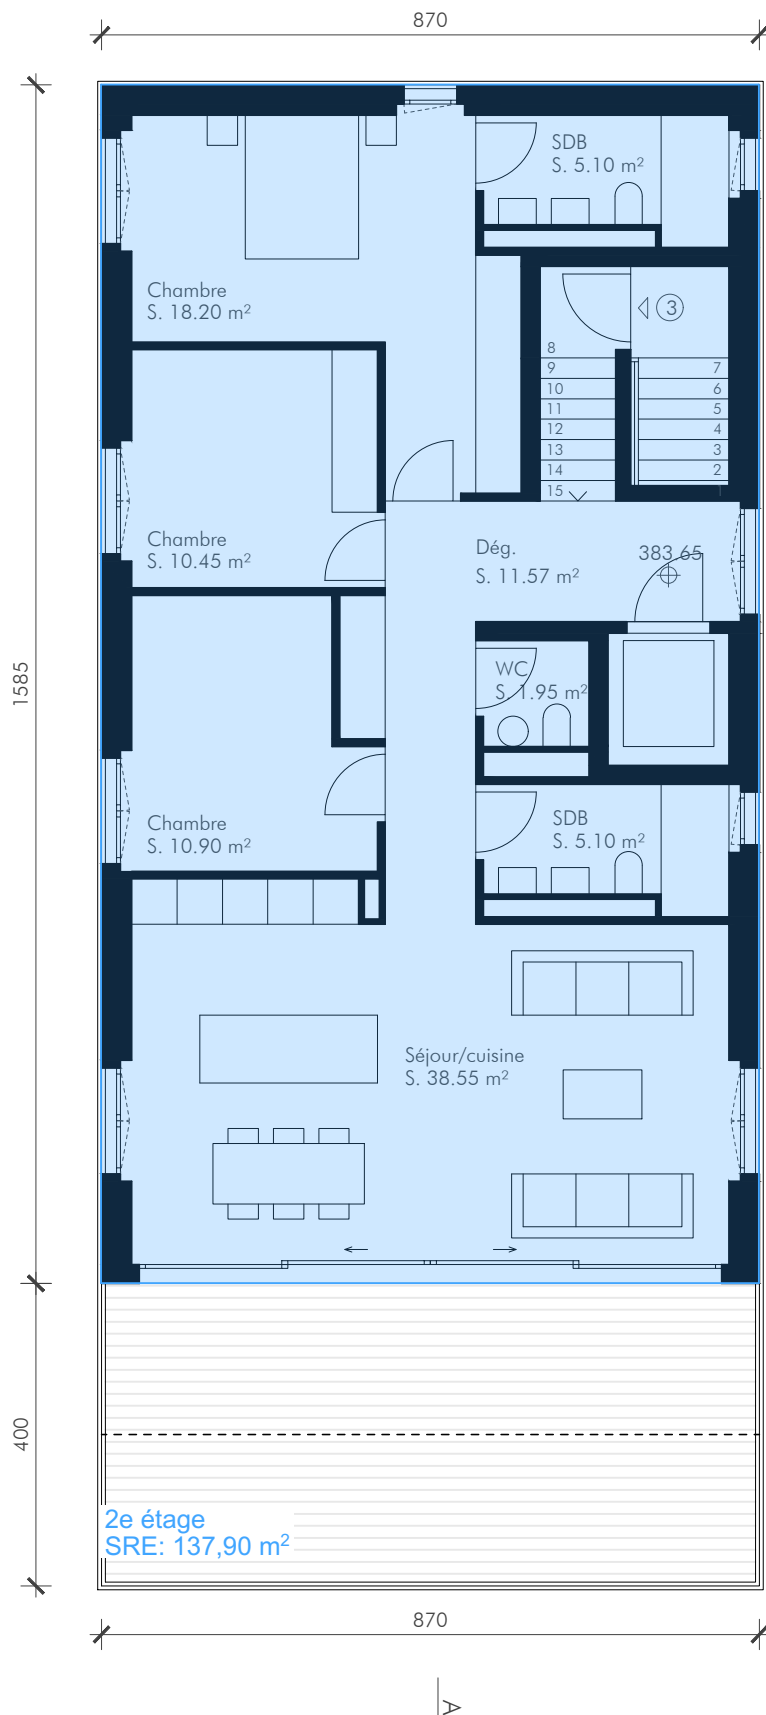 870
SDB
S. 5.10 m²
Chambre
S. 18.20 m²
3
8
9
10
11
12
13
14
15
7
6
5
4
3
2
1
Chambre
S. 10.45 m²
Dég.
S. 11.57 m²
383.65
1585
WC
S. 1.95 m²
Chambre
S. 10.90 m²
SDB
S. 5.10 m²
Séjour/cuisine
S. 38.55 m²
400
2e étage
SRE: 137,90 m²
870
A